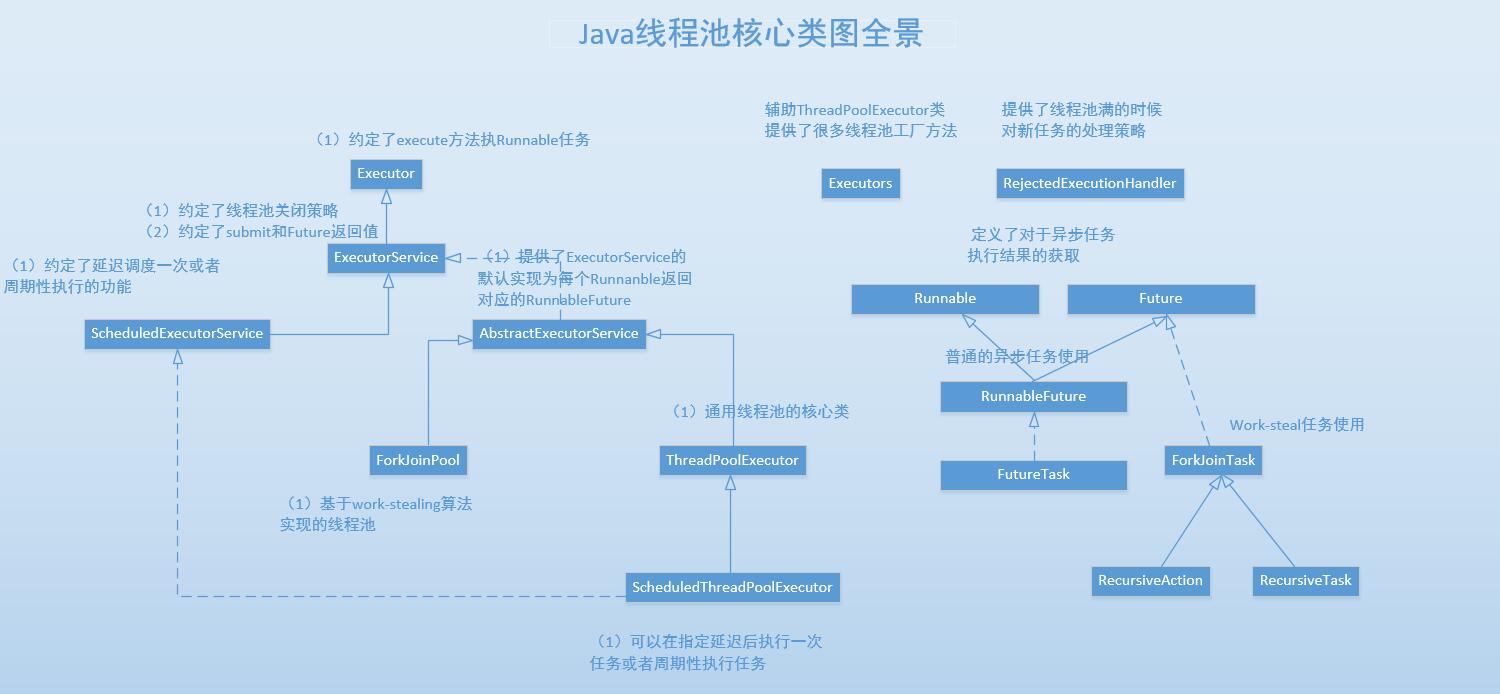 Java线程池核心类图全景
辅助ThreadPoolExecutor类
提供了很多线程池工厂方法
提供了线程池满的时候
对新任务的处理策略
（1）约定了execute方法执Runnable任务
Executor
Executors
RejectedExecutionHandler
（1）约定了线程池关闭策略
（2）约定了submit和Future返回值
ExecutorService
（1）提供了ExecutorService的
默认实现为每个Runnanble返回
对应的RunnableFuture
定义了对于异步任务
执行结果的获取
（1）约定了延迟调度一次或者
周期性执行的功能
Runnable
Future
ScheduledExecutorService
AbstractExecutorService
普通的异步任务使用
RunnableFuture
（1）通用线程池的核心类
Work-steal任务使用
ForkJoinPool
ThreadPoolExecutor
FutureTask
ForkJoinTask
（1）基于work-stealing算法
实现的线程池
ScheduledThreadPoolExecutor
RecursiveAction
RecursiveTask
（1）可以在指定延迟后执行一次
任务或者周期性执行任务